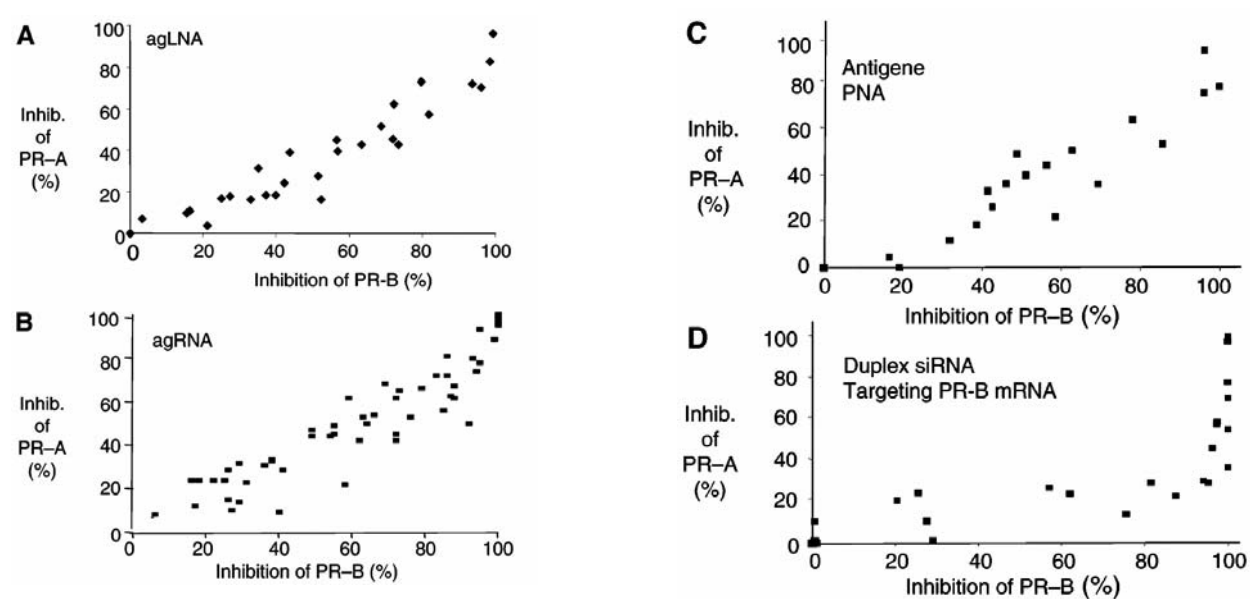 A
agLNA
100
80
60
40
20
0
Inhib.
of
PR–A
(%)
0 20 40 60 80 100
Inhibition of PR-B (%)
B
agRNA
100
80
60
40
20
0
Inhib.
of
PR–A
(%)
0 20 40 60 80 100
Inhibition of PR–B (%)
C
Antigene
PNA
100
80
60
40
20
0
Inhib.
of
PR–A
(%)
0 20 40 60 80 100
Inhibition of PR–B (%)
D
Duplex siRNA
Targeting PR-B mRNA
100
80
60
40
20
0
Inhib.
of
PR–A
(%)
0 20 40 60 80 100
Inhibition of PR–B (%)